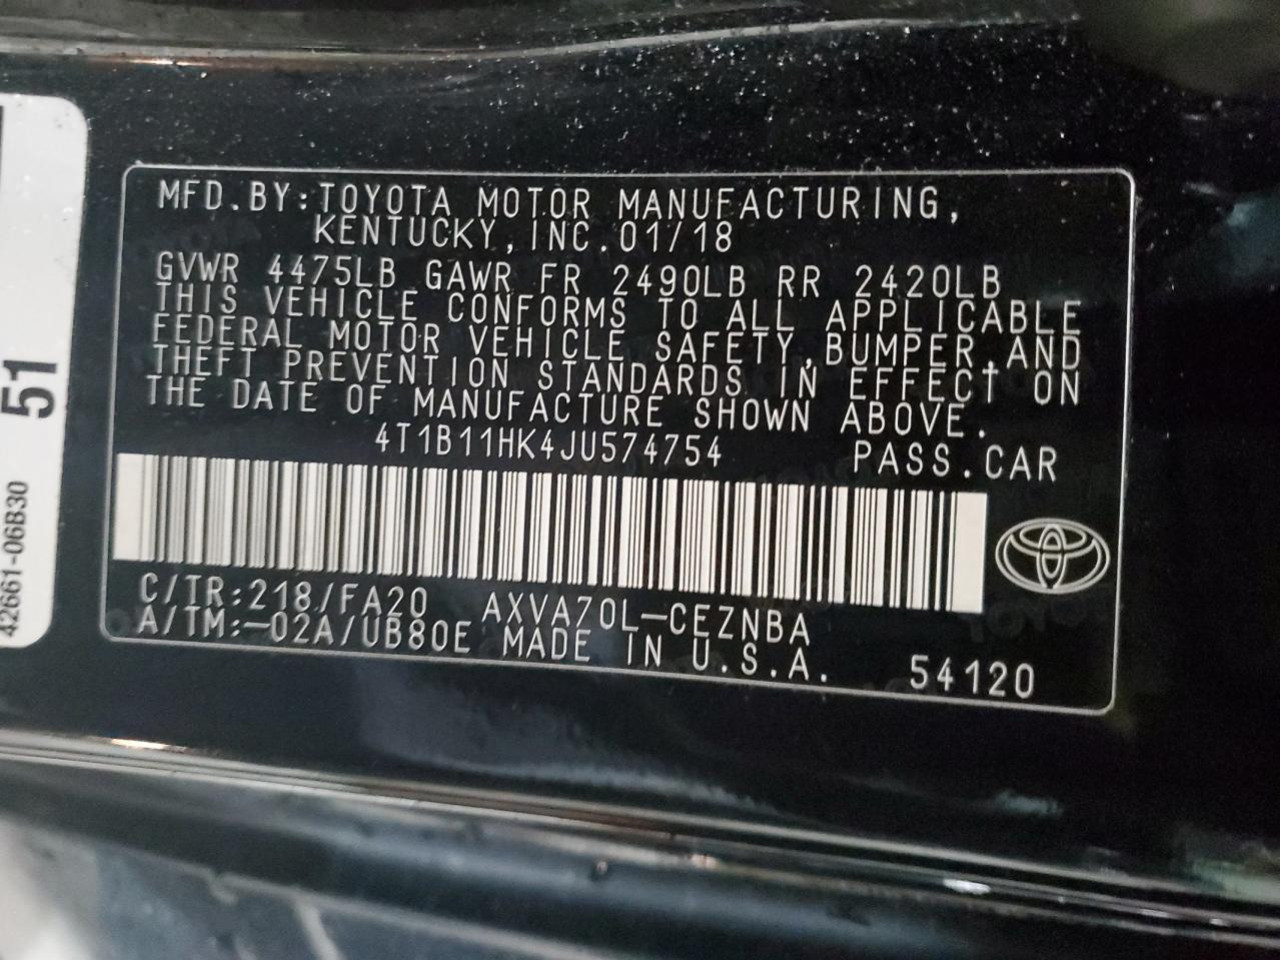 MFD.BY:TOYOTA MOTOR MANUFACTURING,
KENTUCKY,INC.01/18
GVWR 4475LB GAWR FR 2490LB RR 2420LB
THIS VEHICLE CONFORMS TO ALL APPLICABLE
FEDERAL MOTOR VEHICLE SAFETY,BUMPER,AND
THEFT PREVENTION STANDARDS IN EFFECT ON
THE DATE OF MANUFACTURE SHOWN ABOVE.
4T1B11HK4JU574754 PASS.CAR
C/TR:218/FA20 AXVA70L-CEZNBA
A/TM:-02A/UB80E MADE IN U.S.A. 54120
51
42661-06B30